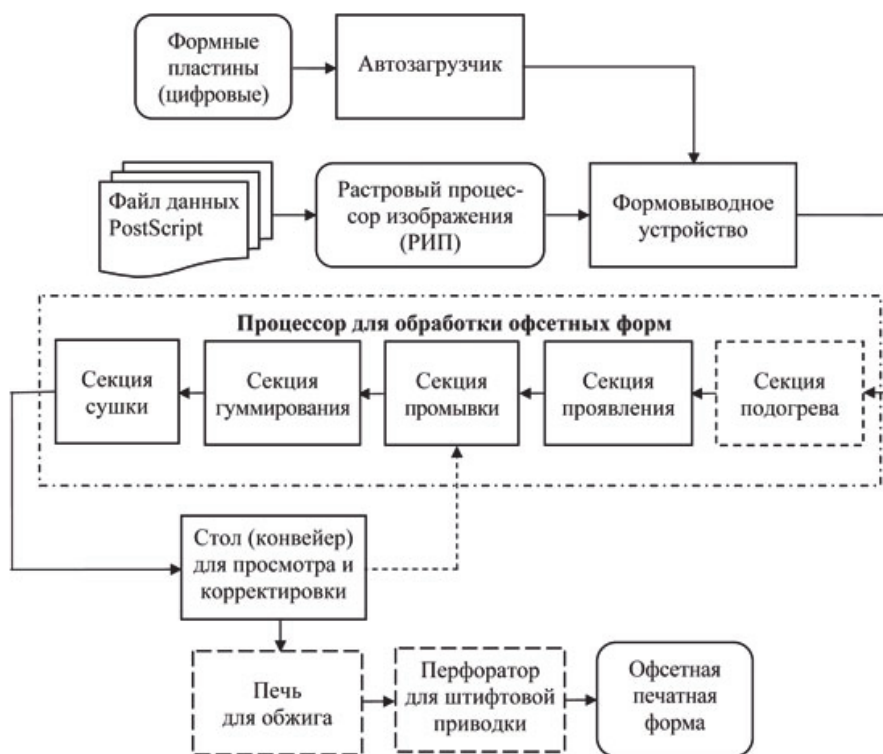 Формные
пластины
(цифровые)
Автозагрузчик
Файл данных
PostScript
Растровый процес-
сор изображения
(РИП)
Формовыводное
устройство
Процессор для обработки офсетных форм
Секция
сушки
Секция
гуммирования
Секция
промывки
Секция
проявления
Секция
подогрева
Стол (конвейер)
для просмотра и
корректировки
Печь
для обжига
Перфоратор
для штифтовой
приводки
Офсетная
печатная
форма